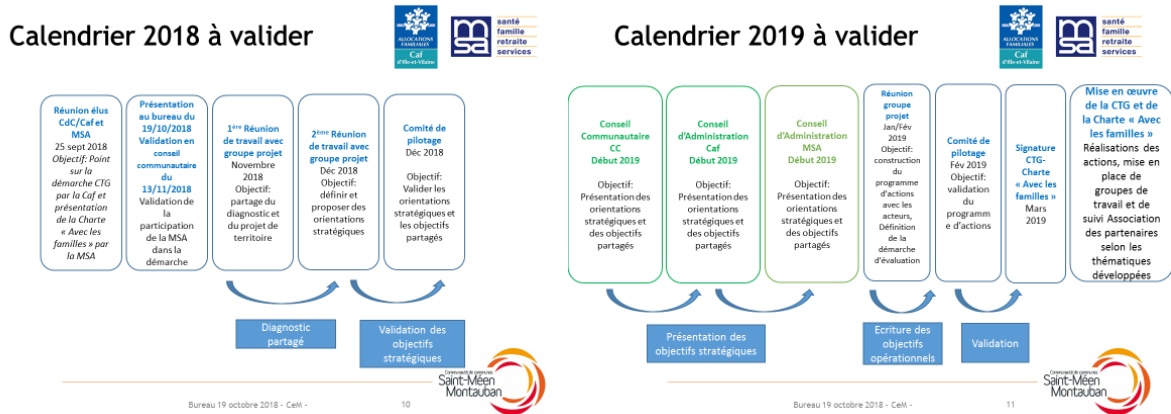 Calendrier 2018 à valider
ALLOCATIONS
FAMILIALES
Caf
d'Ille-et-Vilaine
msa
santé
famille
retraite
services
Réunion élus
CdC/Caf et
MSA
25 sept 2018
Objectif: Point
sur la
démarche CTG
par la Caf et
présentation
de la Charte
« Avec les
familles » par
la MSA
Présentation
au bureau du
19/10/2018
Validation en
conseil
communautaire
du
13/11/2018
Validation de
la
participation
de la MSA
dans la
démarche
1ère Réunion
de travail avec
groupe projet
Novembre
2018
Objectif:
partage du
diagnostic et
du projet de
territoire
2ème Réunion
de travail avec
groupe projet
Déc 2018
Objectif:
définir et
proposer des
orientations
stratégiques
Comité de
pilotage
Déc 2018
Objectif:
Valider les
orientations
stratégiques et
les objectifs
partagés
Diagnostic
partagé
Validation des
objectifs
stratégiques
Communauté de communes
Saint-Méen
Montauban
Bureau 19 octobre 2018 - CeM -
10
Calendrier 2019 à valider
ALLOCATIONS
FAMILIALES
Caf
d'Ille-et-Vilaine
msa
santé
famille
retraite
services
Conseil
Communautaire
CC
Début 2019
Objectif:
Présentation des
orientations
stratégiques et
des objectifs
partagés
Conseil
d'Administration
Caf
Début 2019
Objectif:
Présentation des
orientations
stratégiques et
des objectifs
partagés
Conseil
d'Administration
MSA
Début 2019
Objectif:
Présentation des
orientations
stratégiques et
des objectifs
partagés
Réunion groupe
projet
Jan/Fév
2019
Objectif:
construction
du
programme
d'actions
avec les
acteurs,
Définition
de la
démarche
d'évaluation
Comité de
pilotage
Fév 2019
Objectif:
validation
du
programm
e d'actions
Signature
CTG-
Charte
« Avec les
familles »
Mars
2019
Mise en œuvre
de la CTG et de
la Charte « Avec
les familles »
Réalisations des
actions, mise en
place de
groupes de
travail et de
suivi Association
des partenaires
selon les
thématiques
développées
Présentation des
objectifs stratégiques
Ecriture des
objectifs
opérationnels
Validation
Communauté de communes
Saint-Méen
Montauban
Bureau 19 octobre 2018 - CeM -
11